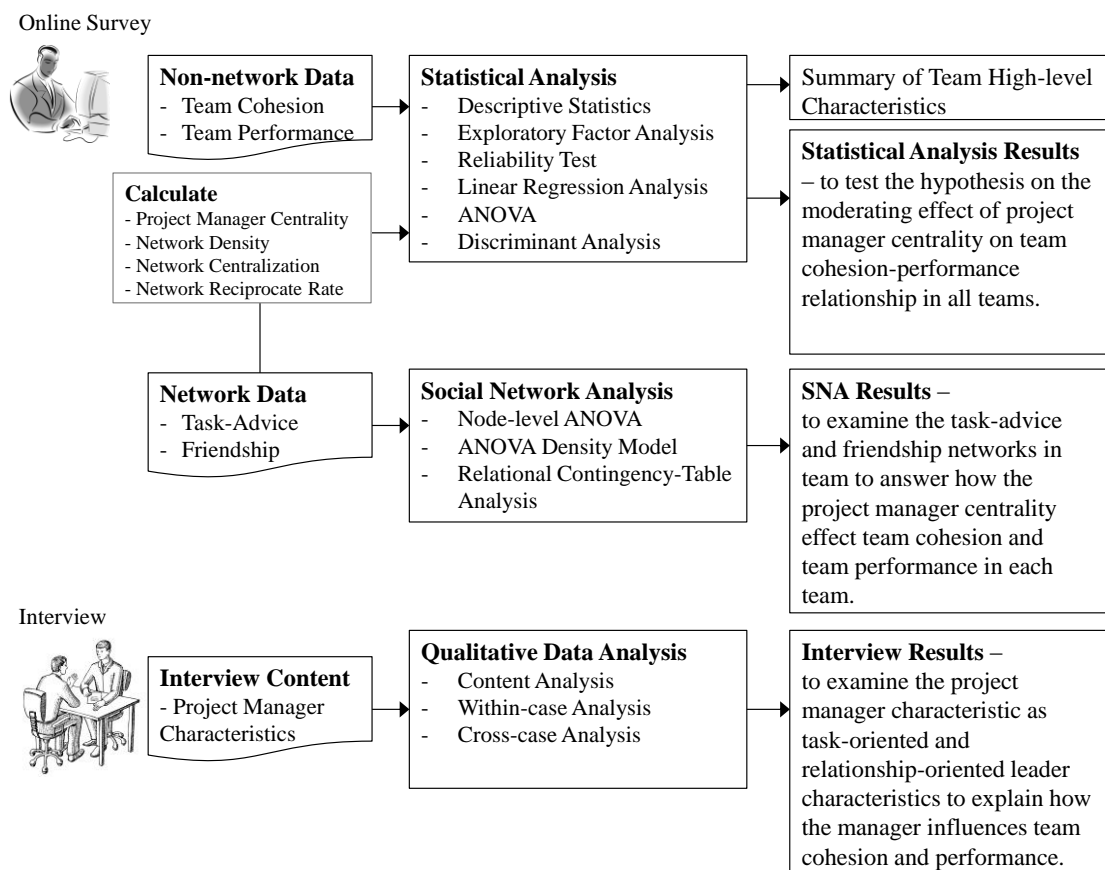 Online Survey
Non-network Data
- Team Cohesion
- Team Performance
Statistical Analysis
- Descriptive Statistics
- Exploratory Factor Analysis
- Reliability Test
- Linear Regression Analysis
- ANOVA
- Discriminant Analysis
Summary of Team High-level
Characteristics
Statistical Analysis Results
– to test the hypothesis on the
moderating effect of project
manager centrality on team
cohesion-performance
relationship in all teams.
Calculate
- Project Manager Centrality
- Network Density
- Network Centralization
- Network Reciprocate Rate
Network Data
- Task-Advice
- Friendship
Social Network Analysis
- Node-level ANOVA
- ANOVA Density Model
- Relational Contingency-Table
Analysis
SNA Results –
to examine the task-advice
and friendship networks in
team to answer how the
project manager centrality
effect team cohesion and
team performance in each
team.
Interview
Interview Content
- Project Manager
Characteristics
Qualitative Data Analysis
- Content Analysis
- Within-case Analysis
- Cross-case Analysis
Interview Results –
to examine the project
manager characteristic as
task-oriented and
relationship-oriented leader
characteristics to explain how
the manager influences team
cohesion and performance.